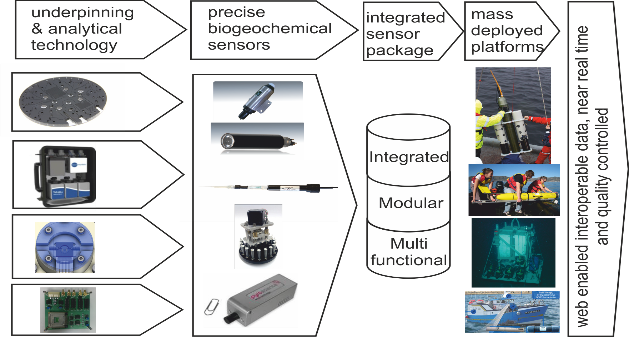 underpinning
& analytical
technology
precise
biogeochemical
sensors
integrated
sensor
package
mass
deployed
platforms
Integrated
Modular
Multi
functional
web enabled interoperable data, near real time
and quality controlled